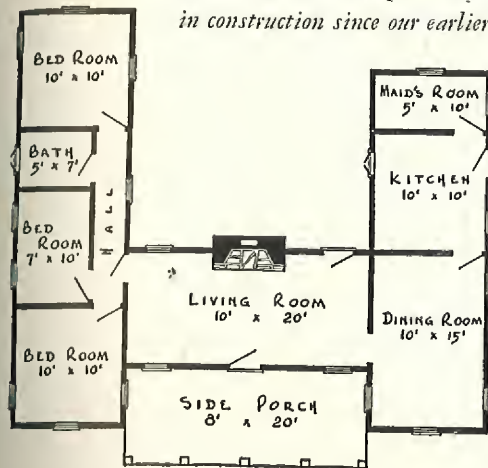 in construction since our earlier
BED ROOM
10' x 10'
BATH
5' x 7'
HALL
BED
ROOM
7' x 10'
BED ROOM
10' x 10'
LIVING ROOM
10' x 20'
SIDE PORCH
8' x 20'
MAID'S ROOM
5' x 10'
KITCHEN
10' x 10'
DINING ROOM
10' x 15'